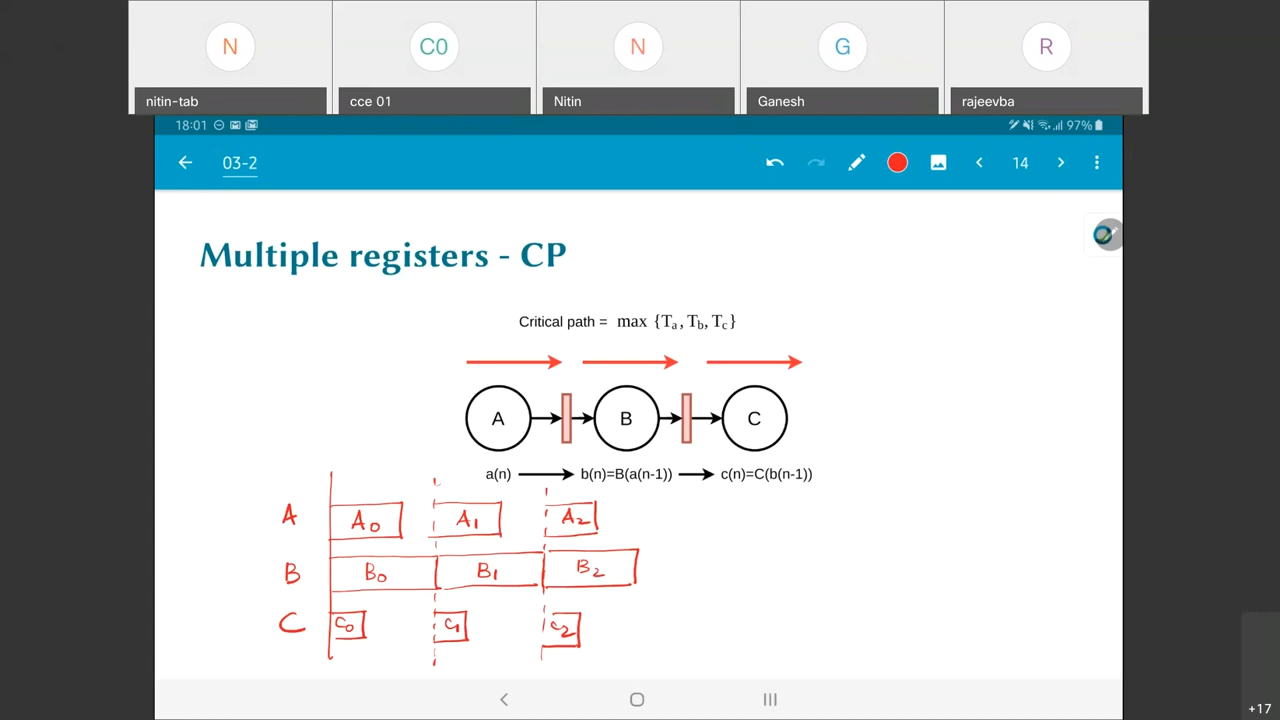 N C0 N G R
nitin-tab cce 01 Nitin Ganesh rajeevba
18:01 97%
03-2 14
Multiple registers - CP
Critical path = max {Ta, Tb, Tc}
A B C
a(n) b(n)=B(a(n-1)) c(n)=C(b(n-1))
A A0 A1 A2
B B0 B1 B2
C C0 C1 C2
+17